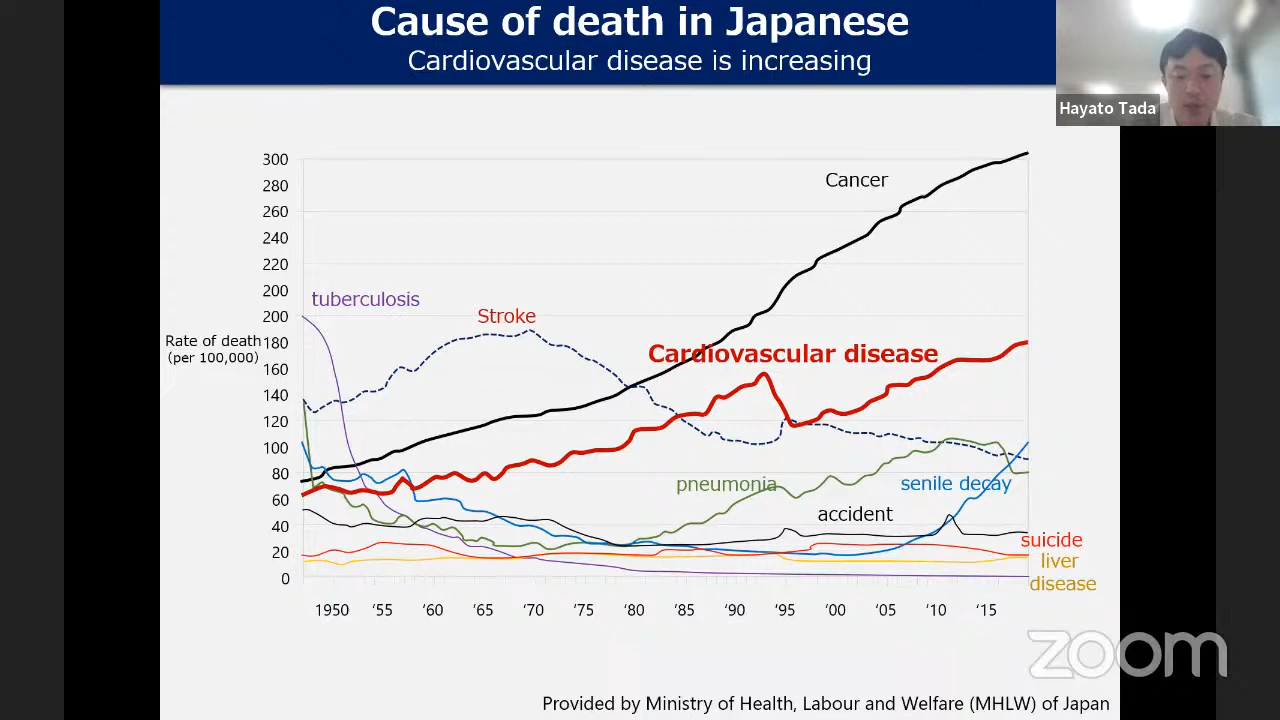 Cause of death in Japanese
Cardiovascular disease is increasing
Hayato Tada
300
280
260
240
220
200
200
180
160
140
120
100
80
60
40
20
0
Rate of death
(per 100,000)
Cancer
tuberculosis
Stroke
Cardiovascular disease
pneumonia
senile decay
accident
suicide
liver
disease
1950 '55 '60 '65 '70 '75 '80 '85 '90 '95 '00 '05 '10 '15
zoom
Provided by Ministry of Health, Labour and Welfare (MHLW) of Japan